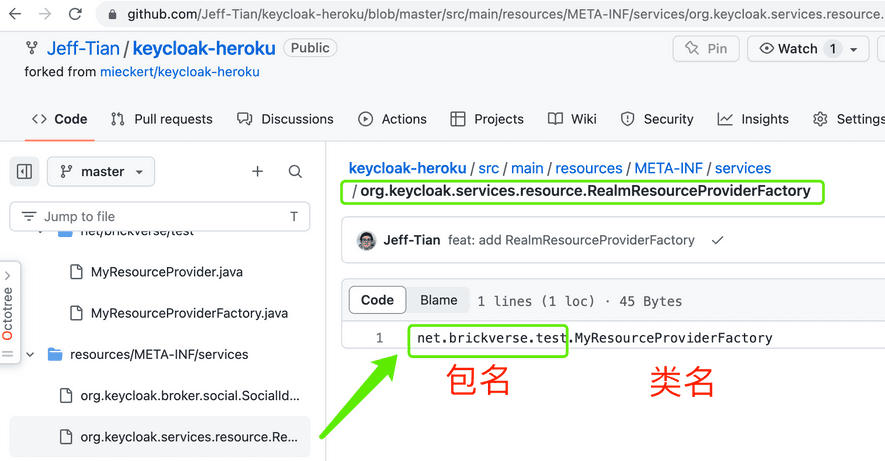 github.com/Jeff-Tian/keycloak-heroku/blob/master/src/main/resources/META-INF/services/org.keycloak.services.resource.
Jeff-Tian / keycloak-heroku Public
Pin
Watch 1
forked from mieckert/keycloak-heroku
Code Pull requests Discussions Actions Projects Wiki Security Insights Settings
master
Jump to file T
net/brickverse/test
MyResourceProvider.java
MyResourceProviderFactory.java
resources/META-INF/services
org.keycloak.broker.social.SocialId...
org.keycloak.services.resource.Re...
Octotree
keycloak-heroku / src / main / resources / META-INF / services
/ org.keycloak.services.resource.RealmResourceProviderFactory
Jeff-Tian feat: add RealmResourceProviderFactory
Code Blame 1 lines (1 loc) · 45 Bytes
1 net.brickverse.test.MyResourceProviderFactory
包名 类名